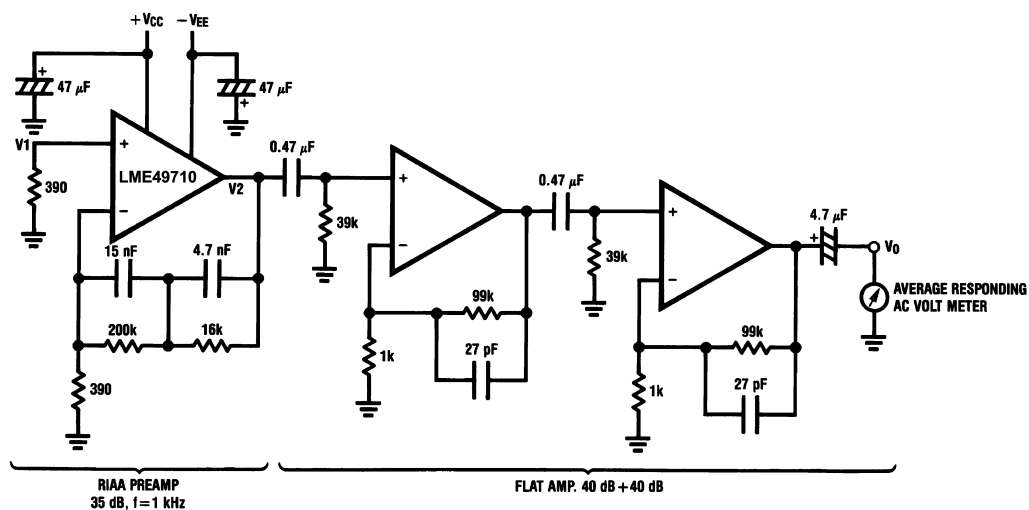 +VCC
−VEE
+
47 μF
47 μF
+
V1
+
LME49710
−
V2
390
0.47 μF
39k
+
−
0.47 μF
39k
+
−
4.7 μF
+
VO
AVERAGE RESPONDING
AC VOLT METER
15 nF
4.7 nF
200k
16k
390
99k
1k
27 pF
99k
1k
27 pF
RIAA PREAMP
35 dB, f=1 kHz
FLAT AMP. 40 dB+40 dB